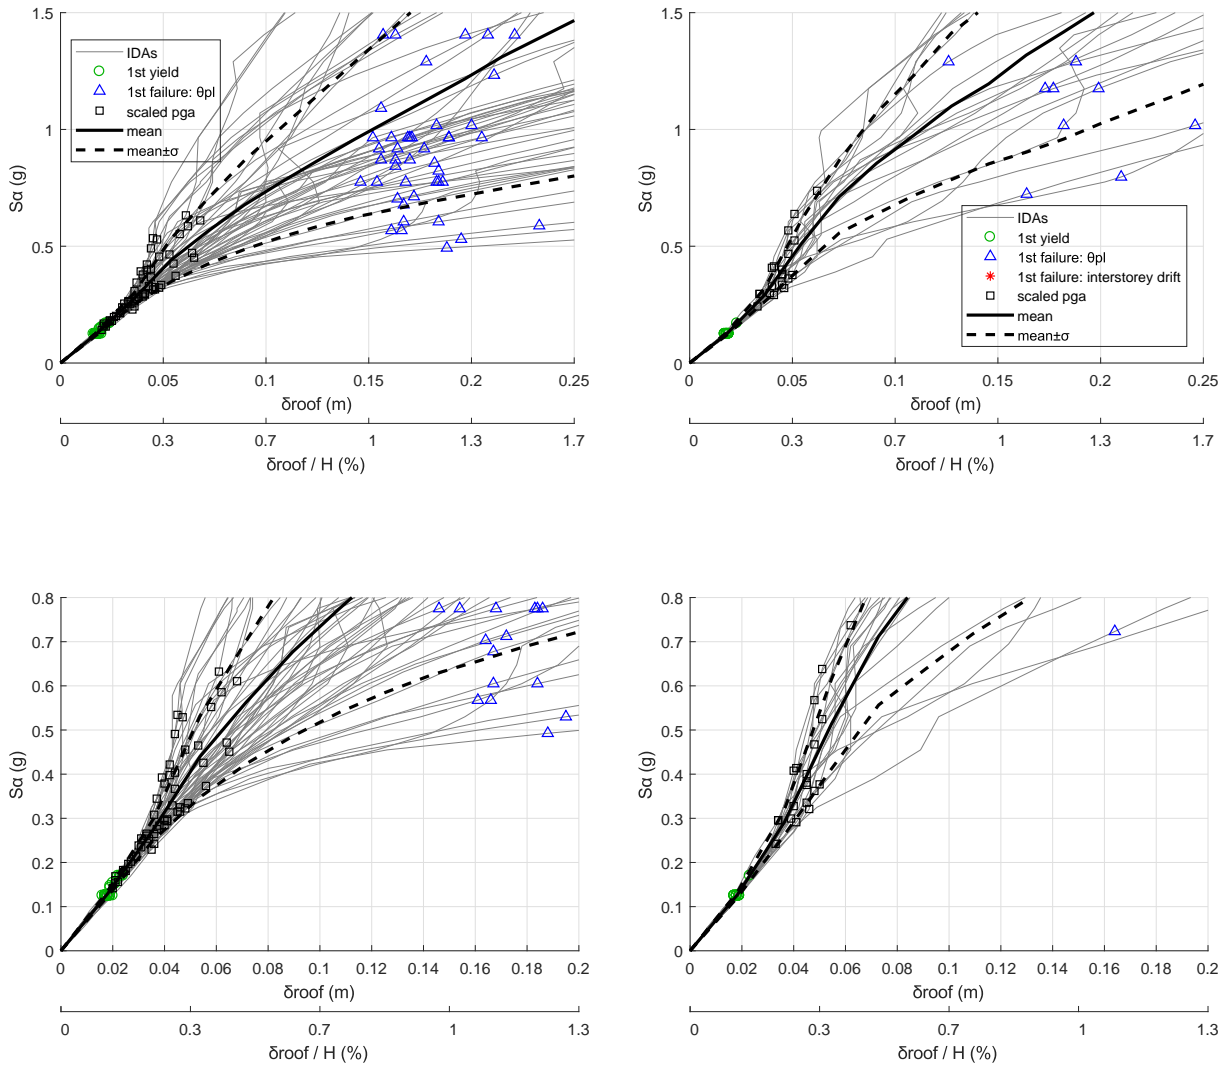 1.5
1
0.5
0
Sα (g)
IDAs
1st yield
1st failure: θpl
scaled pga
mean
mean±σ
0 0.05 0.1 0.15 0.2 0.25
δroof (m)
0 0.3 0.7 1 1.3 1.7
δroof / H (%)
1.5
1
0.5
0
Sα (g)
IDAs
1st yield
1st failure: θpl
1st failure: interstorey drift
scaled pga
mean
mean±σ
0 0.05 0.1 0.15 0.2 0.25
δroof (m)
0 0.3 0.7 1 1.3 1.7
δroof / H (%)
0.8
0.7
0.6
0.5
0.4
0.3
0.2
0.1
0
Sα (g)
0 0.02 0.04 0.06 0.08 0.1 0.12 0.14 0.16 0.18 0.2
δroof (m)
0 0.3 0.7 1 1.3
δroof / H (%)
0.8
0.7
0.6
0.5
0.4
0.3
0.2
0.1
0
Sα (g)
0 0.02 0.04 0.06 0.08 0.1 0.12 0.14 0.16 0.18 0.2
δroof (m)
0 0.3 0.7 1 1.3
δroof / H (%)